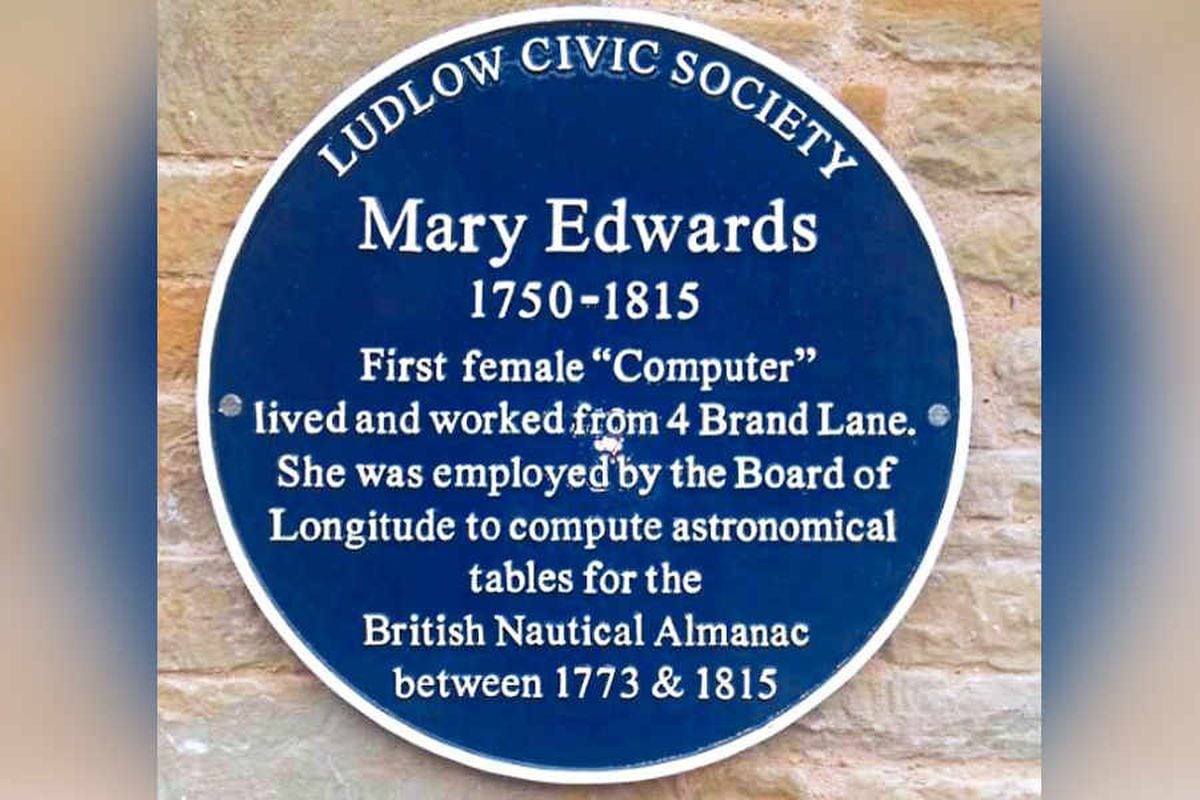 LUDLOW CIVIC SOCIETY
Mary Edwards
1750-1815
First female “Computer”
lived and worked from 4 Brand Lane.
She was employed by the Board of
Longitude to compute astronomical
tables for the
British Nautical Almanac
between 1773 & 1815